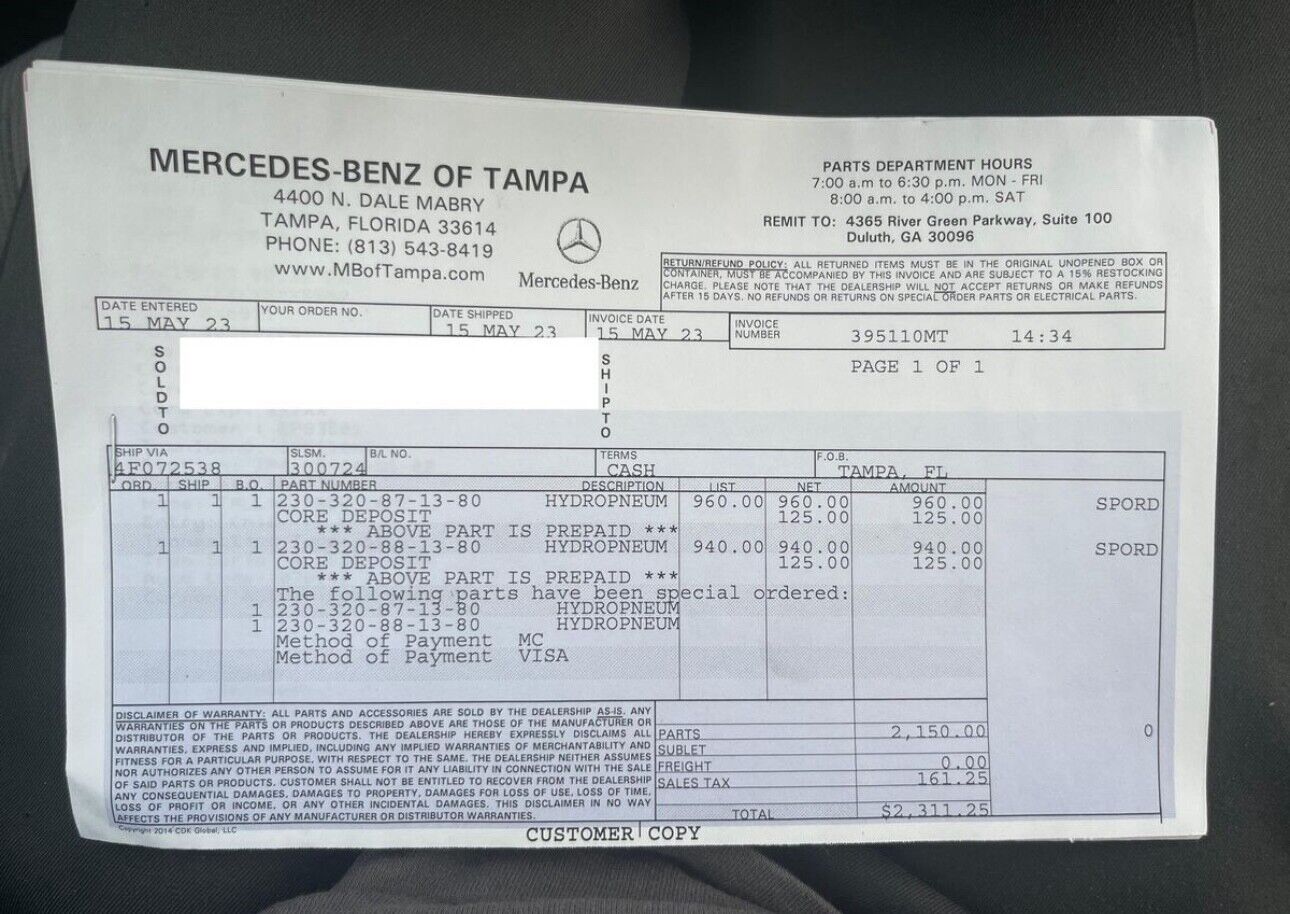 MERCEDES-BENZ OF TAMPA
4400 N. DALE MABRY
TAMPA, FLORIDA 33614
PHONE: (813) 543-8419
www.MBofTampa.com
Mercedes-Benz
PARTS DEPARTMENT HOURS
7:00 a.m to 6:30 p.m. MON - FRI
8:00 a.m. to 4:00 p.m. SAT
REMIT TO: 4365 River Green Parkway, Suite 100
Duluth, GA 30096
RETURN/REFUND POLICY: ALL RETURNED ITEMS MUST BE IN THE ORIGINAL UNOPENED BOX OR
CONTAINER, MUST BE ACCOMPANIED BY THIS INVOICE AND ARE SUBJECT TO A 15% RESTOCKING
CHARGE. PLEASE NOTE THAT THE DEALERSHIP WILL NOT ACCEPT RETURNS OR MAKE REFUNDS
AFTER 15 DAYS. NO REFUNDS OR RETURNS ON SPECIAL ORDER PARTS OR ELECTRICAL PARTS.
DATE ENTERED YOUR ORDER NO. DATE SHIPPED INVOICE DATE INVOICE NUMBER
15 MAY 23 15 MAY 23 15 MAY 23 395110MT 14:34
SOLD TO SHIP TO
PAGE 1 OF 1
SHIP VIA SLSM. B/L NO. TERMS F.O.B.
4F072538 300724 CASH TAMPA, FL
ORD. SHIP B.O. PART NUMBER DESCRIPTION LIST NET AMOUNT
1 1 1 230-320-87-13-80 HYDROPNEUM 960.00 960.00 960.00 SPORD
CORE DEPOSIT 125.00 125.00
*** ABOVE PART IS PREPAID ***
1 1 1 230-320-88-13-80 HYDROPNEUM 940.00 940.00 940.00 SPORD
CORE DEPOSIT 125.00 125.00
*** ABOVE PART IS PREPAID ***
The following parts have been special ordered:
1 230-320-87-13-80 HYDROPNEUM
1 230-320-88-13-80 HYDROPNEUM
Method of Payment MC
Method of Payment VISA
DISCLAIMER OF WARRANTY: ALL PARTS AND ACCESSORIES ARE SOLD BY THE DEALERSHIP AS-IS. ANY
WARRANTIES ON THE PARTS OR PRODUCTS DESCRIBED ABOVE ARE THOSE OF THE MANUFACTURER OR
DISTRIBUTOR OF THE PARTS OR PRODUCTS. THE DEALERSHIP HEREBY EXPRESSLY DISCLAIMS ALL
WARRANTIES, EXPRESS AND IMPLIED, INCLUDING ANY IMPLIED WARRANTIES OF MERCHANTABILITY AND
FITNESS FOR A PARTICULAR PURPOSE, WITH RESPECT TO THE SAME. THE DEALERSHIP NEITHER ASSUMES
NOR AUTHORIZES ANY OTHER PERSON TO ASSUME FOR IT ANY LIABILITY IN CONNECTION WITH THE SALE
OF SAID PARTS OR PRODUCTS. CUSTOMER SHALL NOT BE ENTITLED TO RECOVER FROM THE DEALERSHIP
ANY CONSEQUENTIAL DAMAGES, DAMAGES TO PROPERTY, DAMAGES FOR LOSS OF USE, LOSS OF TIME,
LOSS OF PROFIT OR INCOME, OR ANY OTHER INCIDENTAL DAMAGES. THIS DISCLAIMER IN NO WAY
AFFECTS THE PROVISIONS OF ANY MANUFACTURER OR DISTRIBUTOR WARRANTIES.
PARTS 2,150.00 0
SUBLET
FREIGHT 0.00
SALES TAX 161.25
TOTAL $2,311.25
Copyright 2014 CDK Global, LLC
CUSTOMER COPY